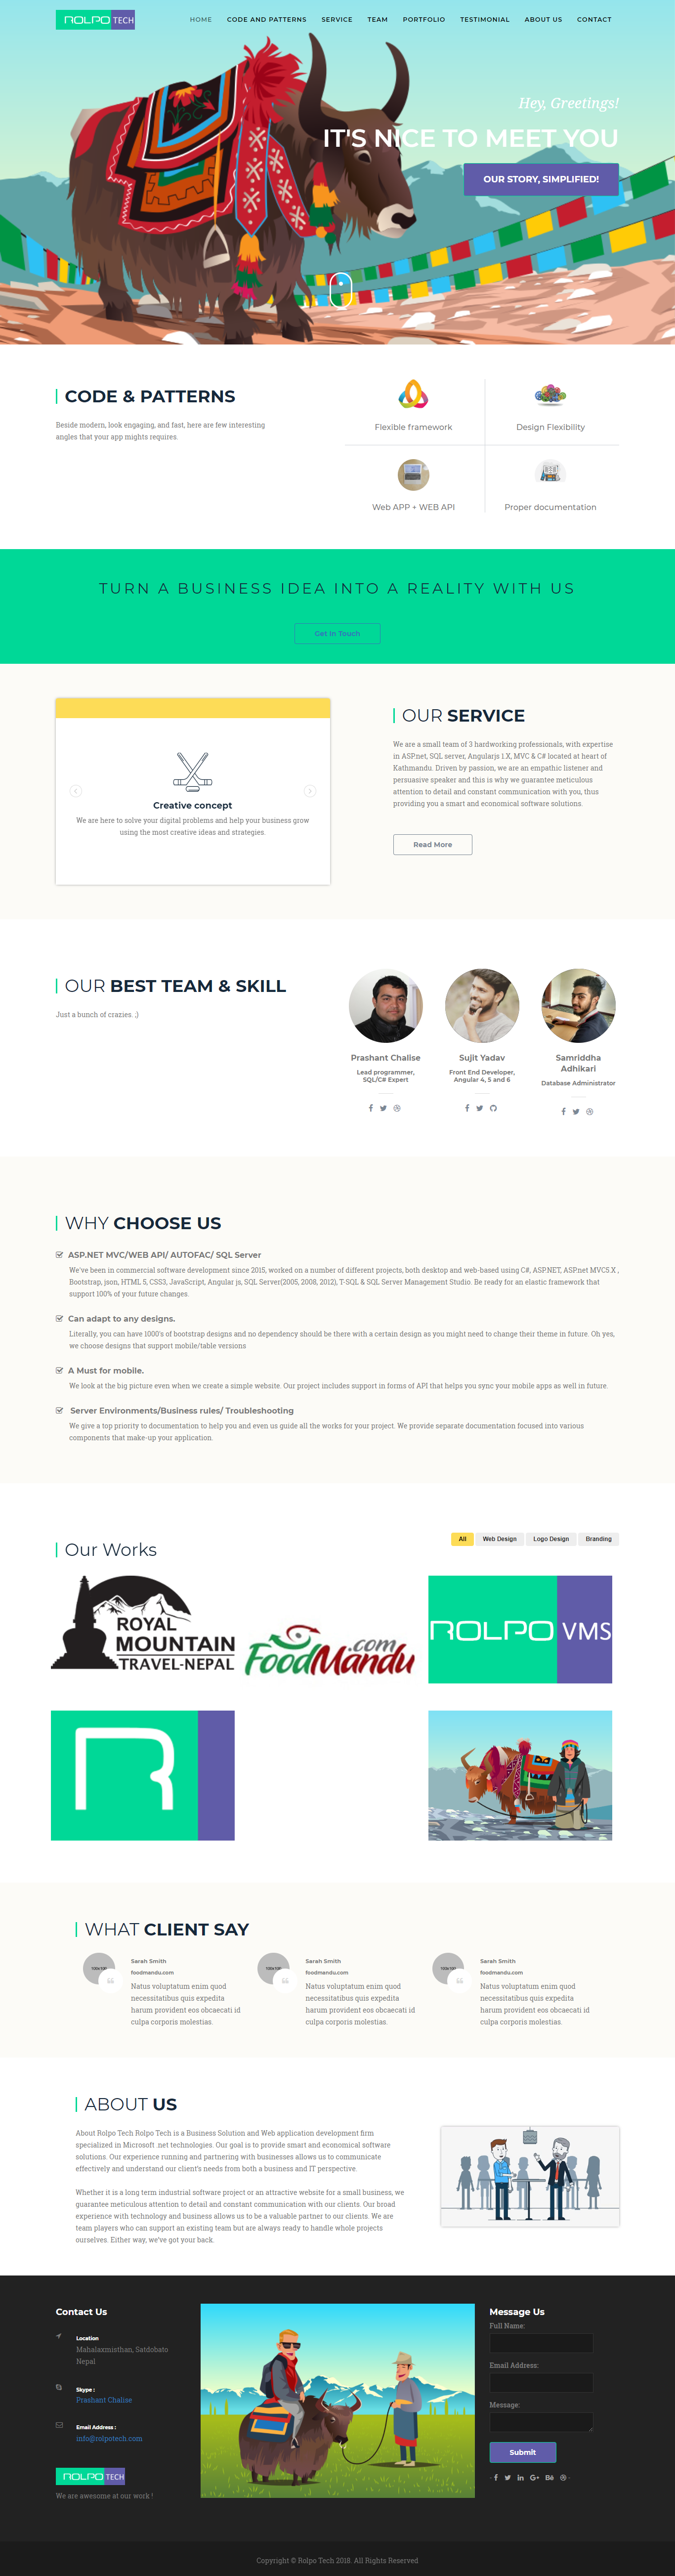 ROLPO TECH
HOME CODE AND PATTERNS SERVICE TEAM PORTFOLIO TESTIMONIAL ABOUT US CONTACT
Hey, Greetings!
IT'S NICE TO MEET YOU
OUR STORY, SIMPLIFIED!
CODE & PATTERNS
Beside modern, look engaging, and fast, here are few interesting
angles that your app mights requires.
Flexible framework
Design Flexibility
Web APP + WEB API
Proper documentation
TURN A BUSINESS IDEA INTO A REALITY WITH US
Get In Touch
Creative concept
We are here to solve your digital problems and help your business grow
using the most creative ideas and strategies.
OUR SERVICE
We are a small team of 3 hardworking professionals, with expertise
in ASP.net, SQL server, Angularjs 1.X, MVC & C# located at heart of
Kathmandu. Driven by passion, we are an empathic listener and
persuasive speaker and this is why we guarantee meticulous
attention to detail and constant communication with you, thus
providing you a smart and economical software solutions.
Read More
OUR BEST TEAM & SKILL
Just a bunch of crazies. ;)
Prashant Chalise
Lead programmer,
SQL/C# Expert
Sujit Yadav
Front End Developer,
Angular 4, 5 and 6
Samriddha
Adhikari
Database Administrator
WHY CHOOSE US
ASP.NET MVC/WEB API/ AUTOFAC/ SQL Server
We've been in commercial software development since 2015, worked on a number of different projects, both desktop and web-based using C#, ASP.NET, ASP.net MVC5.X ,
Bootstrap, json, HTML 5, CSS3, JavaScript, Angular js, SQL Server(2005, 2008, 2012), T-SQL & SQL Server Management Studio. Be ready for an elastic framework that
support 100% of your future changes.
Can adapt to any designs.
Literally, you can have 1000's of bootstrap designs and no dependency should be there with a certain design as you might need to change their theme in future. Oh yes,
we choose designs that support mobile/table versions
A Must for mobile.
We look at the big picture even when we create a simple website. Our project includes support in forms of API that helps you sync your mobile apps as well in future.
Server Environments/Business rules/ Troubleshooting
We give a top priority to documentation to help you and even us guide all the works for your project. We provide separate documentation focused into various
components that make-up your application.
Our Works
All Web Design Logo Design Branding
ROYAL
MOUNTAIN
TRAVEL-NEPAL
FoodMandu.com
ROLPO VMS
R
WHAT CLIENT SAY
Sarah Smith
foodmandu.com
Natus voluptatum enim quod
necessitatibus quis expedita
harum provident eos obcaecati id
culpa corporis molestias.
Sarah Smith
foodmandu.com
Natus voluptatum enim quod
necessitatibus quis expedita
harum provident eos obcaecati id
culpa corporis molestias.
Sarah Smith
foodmandu.com
Natus voluptatum enim quod
necessitatibus quis expedita
harum provident eos obcaecati id
culpa corporis molestias.
ABOUT US
About Rolpo Tech Rolpo Tech is a Business Solution and Web application development firm
specialized in Microsoft .net technologies. Our goal is to provide smart and economical software
solutions. Our experience running and partnering with businesses allows us to communicate
effectively and understand our client's needs from both a business and IT perspective.
Whether it is a long term industrial software project or an attractive website for a small business, we
guarantee meticulous attention to detail and constant communication with our clients. Our broad
experience with technology and business allows us to be a valuable partner to our clients. We are
team players who can support an existing team but are always ready to handle whole projects
ourselves. Either way, we've got your back.
Contact Us
Location
Mahalaxmisthan, Satdobato
Nepal
Skype :
Prashant Chalise
Email Address :
info@rolpotech.com
ROLPO TECH
We are awesome at our work !
Message Us
Full Name:
Email Address:
Message:
Submit
Copyright © Rolpo Tech 2018. All Rights Reserved